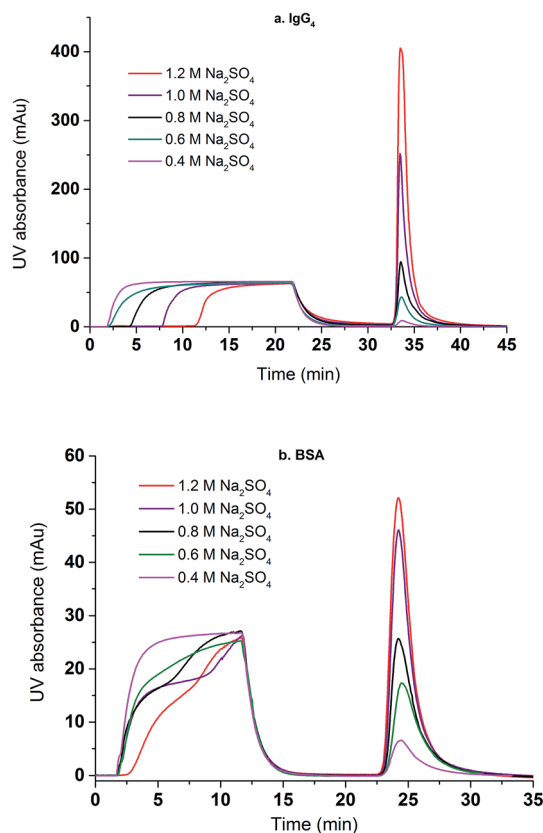 a. IgG₄
400
300
200
100
0
UV absorbance (mAu)
1.2 M Na₂SO₄
1.0 M Na₂SO₄
0.8 M Na₂SO₄
0.6 M Na₂SO₄
0.4 M Na₂SO₄
0 5 10 15 20 25 30 35 40 45
Time (min)
b. BSA
60
50
40
30
20
10
0
UV absorbance (mAu)
1.2 M Na₂SO₄
1.0 M Na₂SO₄
0.8 M Na₂SO₄
0.6 M Na₂SO₄
0.4 M Na₂SO₄
0 5 10 15 20 25 30 35
Time (min)